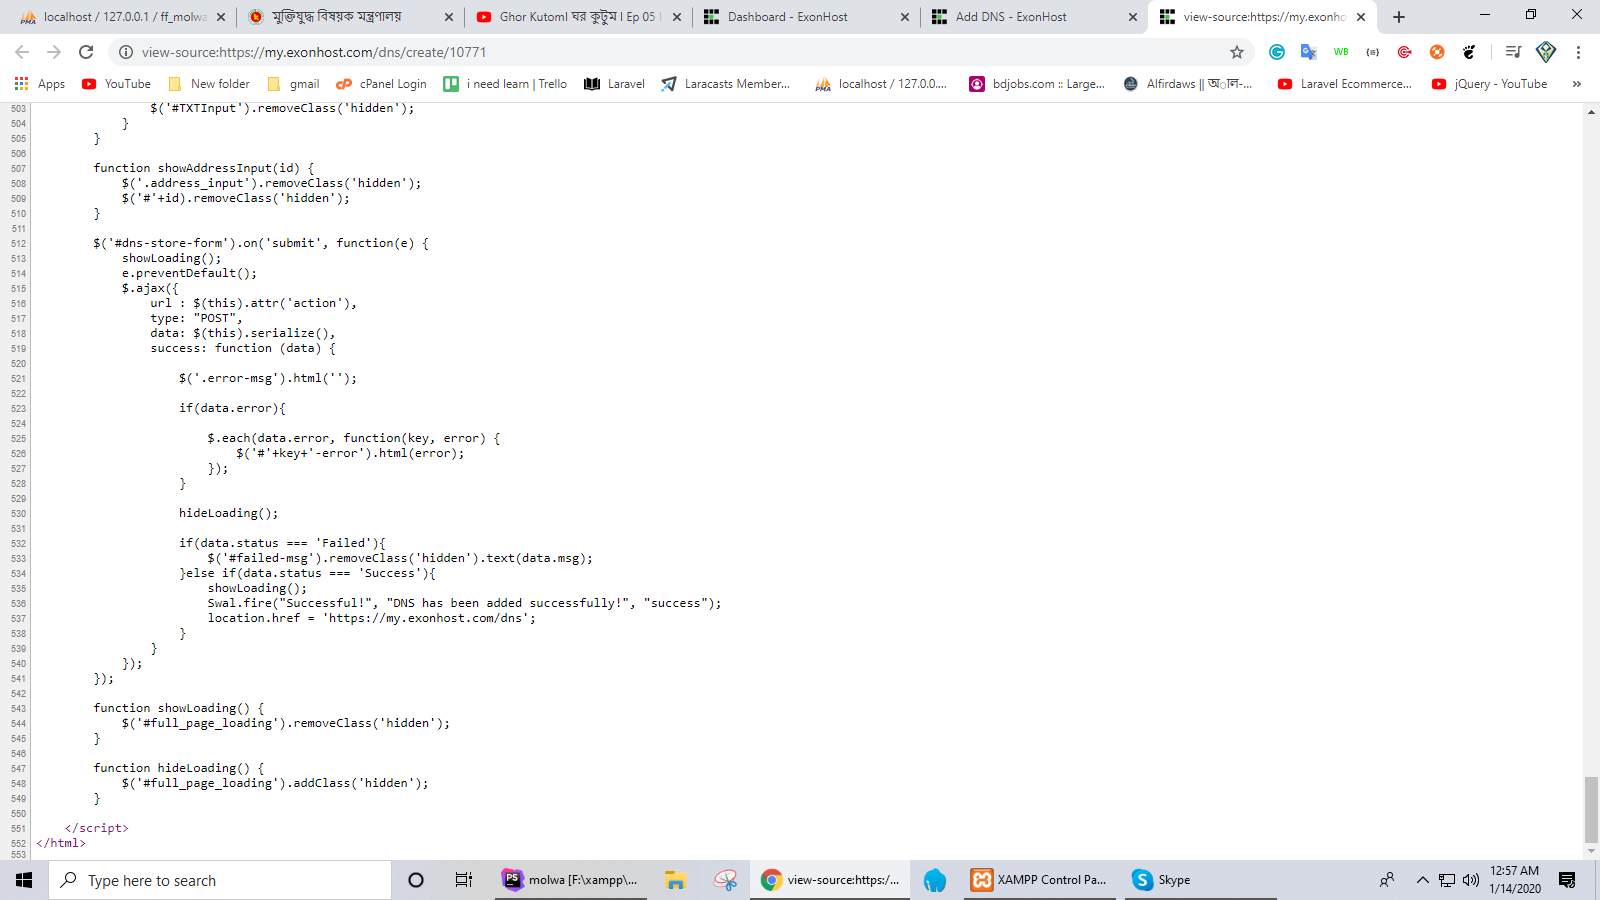 localhost / 127.0.0.1 / ff_molwa
মুক্তিযুদ্ধ বিষয়ক মন্ত্রণালয়
Ghor Kutom। ঘর কুটুম । Ep 05
Dashboard - ExonHost
Add DNS - ExonHost
view-source:https://my.exonho
view-source:https://my.exonhost.com/dns/create/10771
Apps
YouTube
New folder
gmail
cPanel Login
i need learn | Trello
Laravel
Laracasts Member...
localhost / 127.0.0....
bdjobs.com :: Large...
Alfirdaws || আল-...
Laravel Ecommerce...
jQuery - YouTube
»
503 $('#TXTInput').removeClass('hidden');
504 }
505 }
506
507 function showAddressInput(id) {
508 $('.address_input').removeClass('hidden');
509 $('#'+id).removeClass('hidden');
510 }
511
512 $('#dns-store-form').on('submit', function(e) {
513 showLoading();
514 e.preventDefault();
515 $.ajax({
516 url : $(this).attr('action'),
517 type: "POST",
518 data: $(this).serialize(),
519 success: function (data) {
520
521 $('.error-msg').html('');
522
523 if(data.error){
524
525 $.each(data.error, function(key, error) {
526 $('#'+key+'-error').html(error);
527 });
528 }
529
530 hideLoading();
531
532 if(data.status === 'Failed'){
533 $('#failed-msg').removeClass('hidden').text(data.msg);
534 }else if(data.status === 'Success'){
535 showLoading();
536 Swal.fire("Successful!", "DNS has been added successfully!", "success");
537 location.href = 'https://my.exonhost.com/dns';
538 }
539 }
540 });
541 });
542
543 function showLoading() {
544 $('#full_page_loading').removeClass('hidden');
545 }
546
547 function hideLoading() {
548 $('#full_page_loading').addClass('hidden');
549 }
550
551 </script>
552 </html>
553
Type here to search
molwa [F:\xampp\...
view-source:https:/...
XAMPP Control Pa...
Skype
12:57 AM
1/14/2020